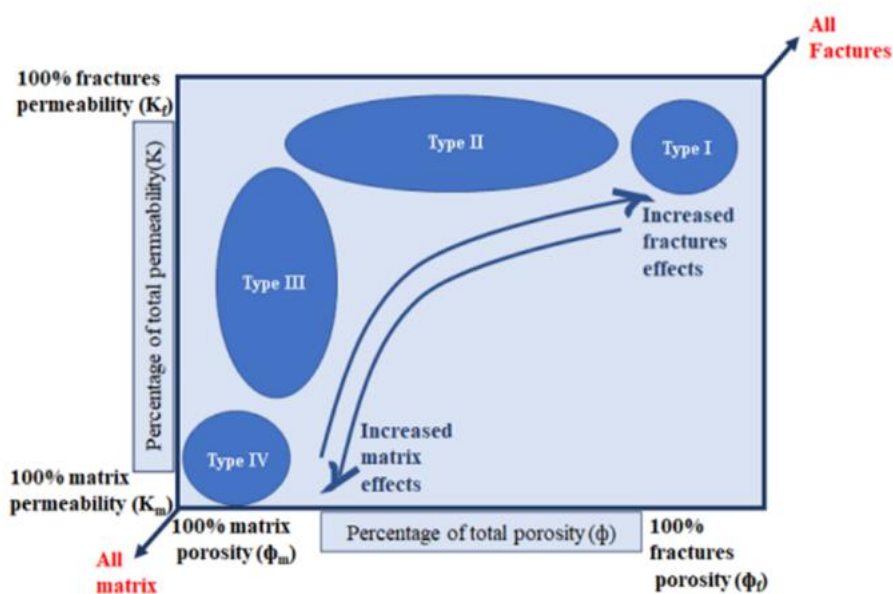 All
Factures
100% fractures
permeability (Kf)
Percentage of total permeability(K)
Type II
Type I
Increased
fractures
effects
Type III
Increased
matrix
effects
Type IV
100% matrix
permeability (Km)
100% matrix
porosity (ϕm)
Percentage of total porosity (ϕ)
100%
fractures
porosity (ϕf)
All
matrix